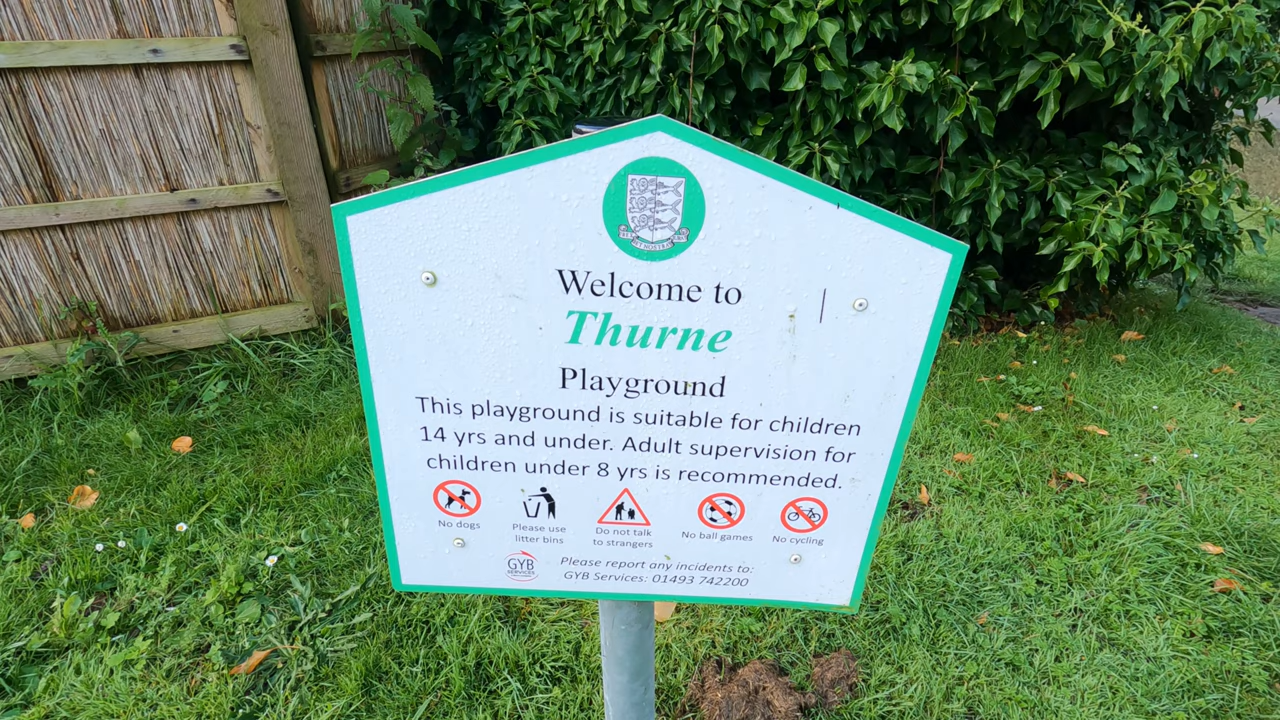 Welcome to
Thurne
Playground
This playground is suitable for children
14 yrs and under. Adult supervision for
children under 8 yrs is recommended.
No dogs
Please use
litter bins
Do not talk
to strangers
No ball games
No cycling
GYB
SERVICES
Please report any incidents to:
GYB Services: 01493 742200